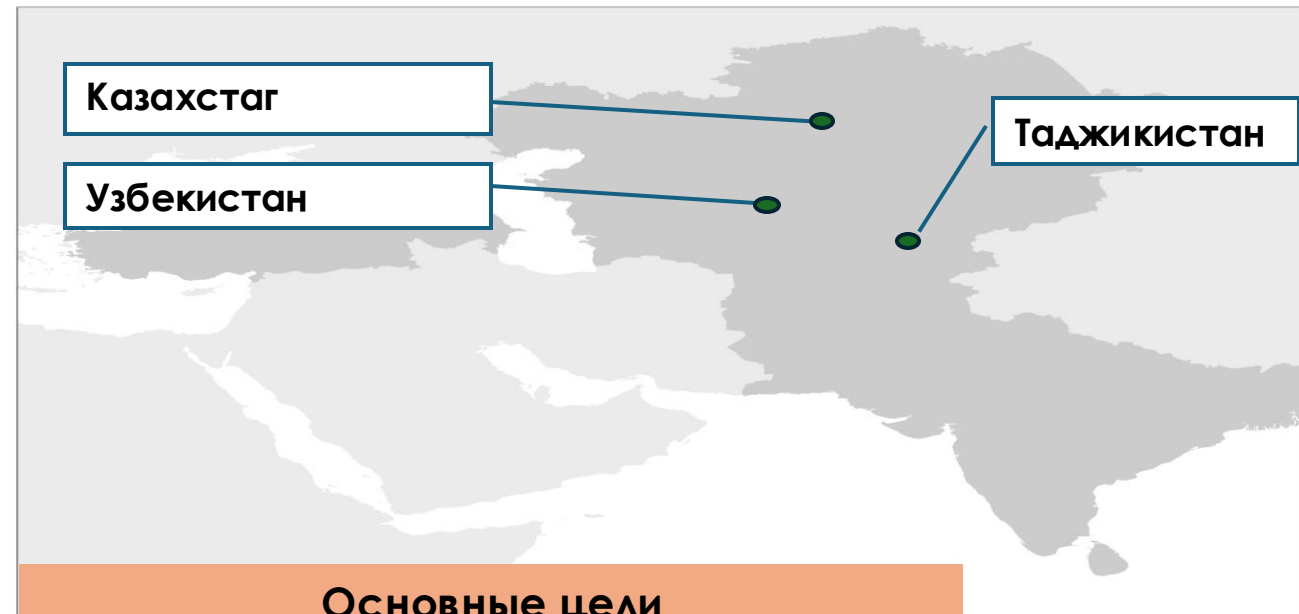 Казахстаг
Таджикистан
Узбекистан
Основные цели